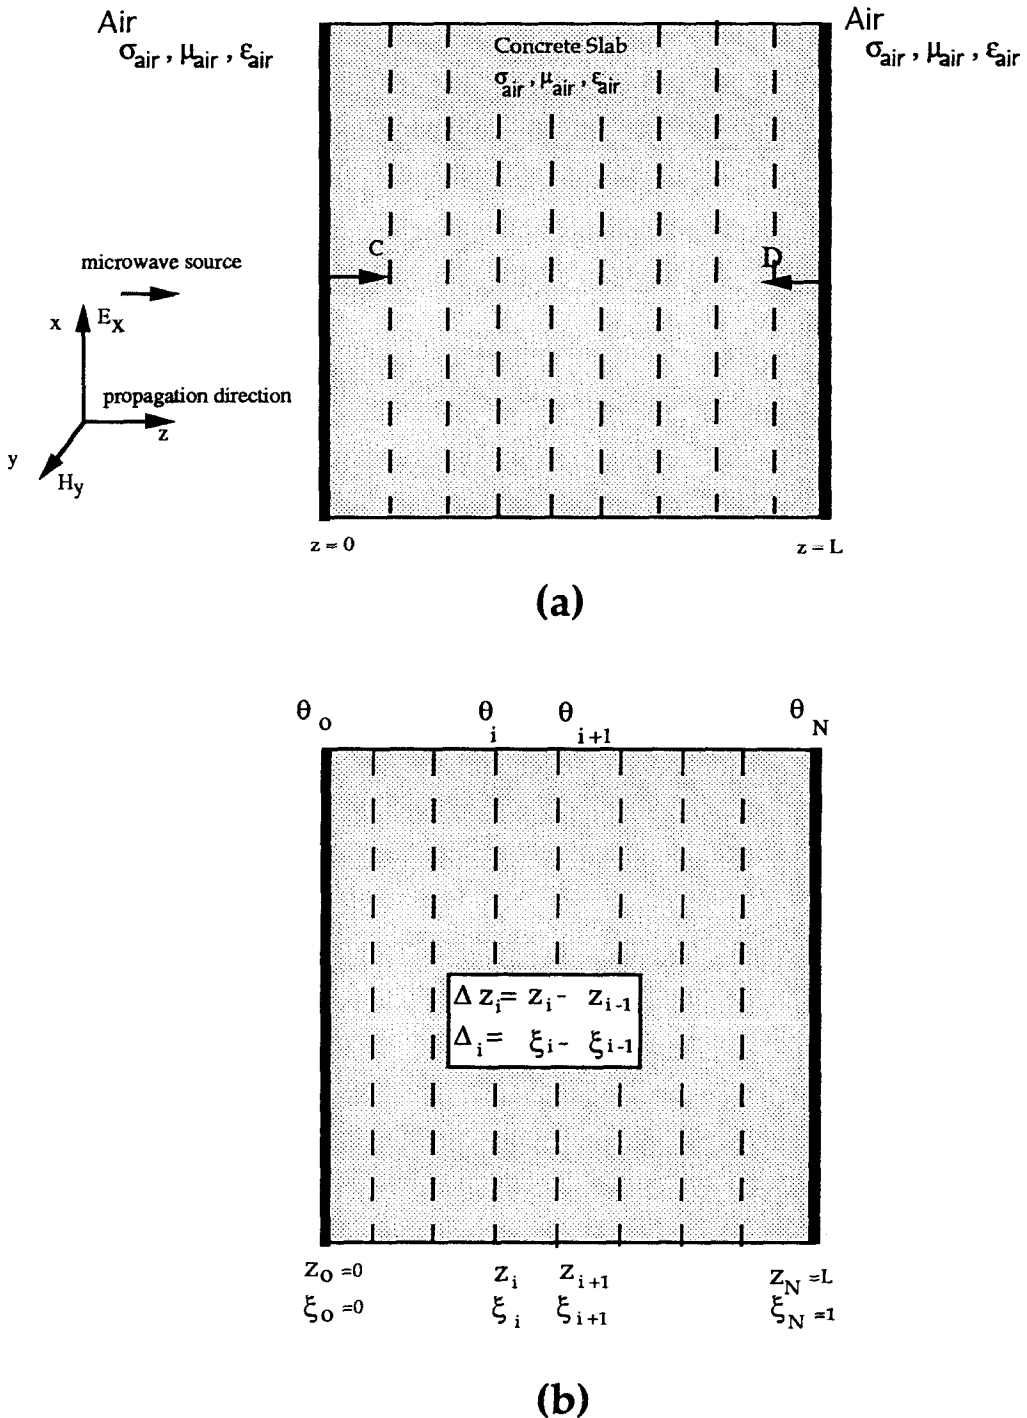 Air
σair , μair , εair
Air
σair , μair , εair
Concrete Slab
σair , μair , εair
C
D
microwave source
x
Ex
propagation direction
z
y
Hy
z = 0
z = L
(a)
θo
θi
θi+1
θN
Δ zi= zi - zi-1
Δi= ξi - ξi-1
zo =0
zi
zi+1
zN =L
ξo =0
ξi
ξi+1
ξN =1
(b)